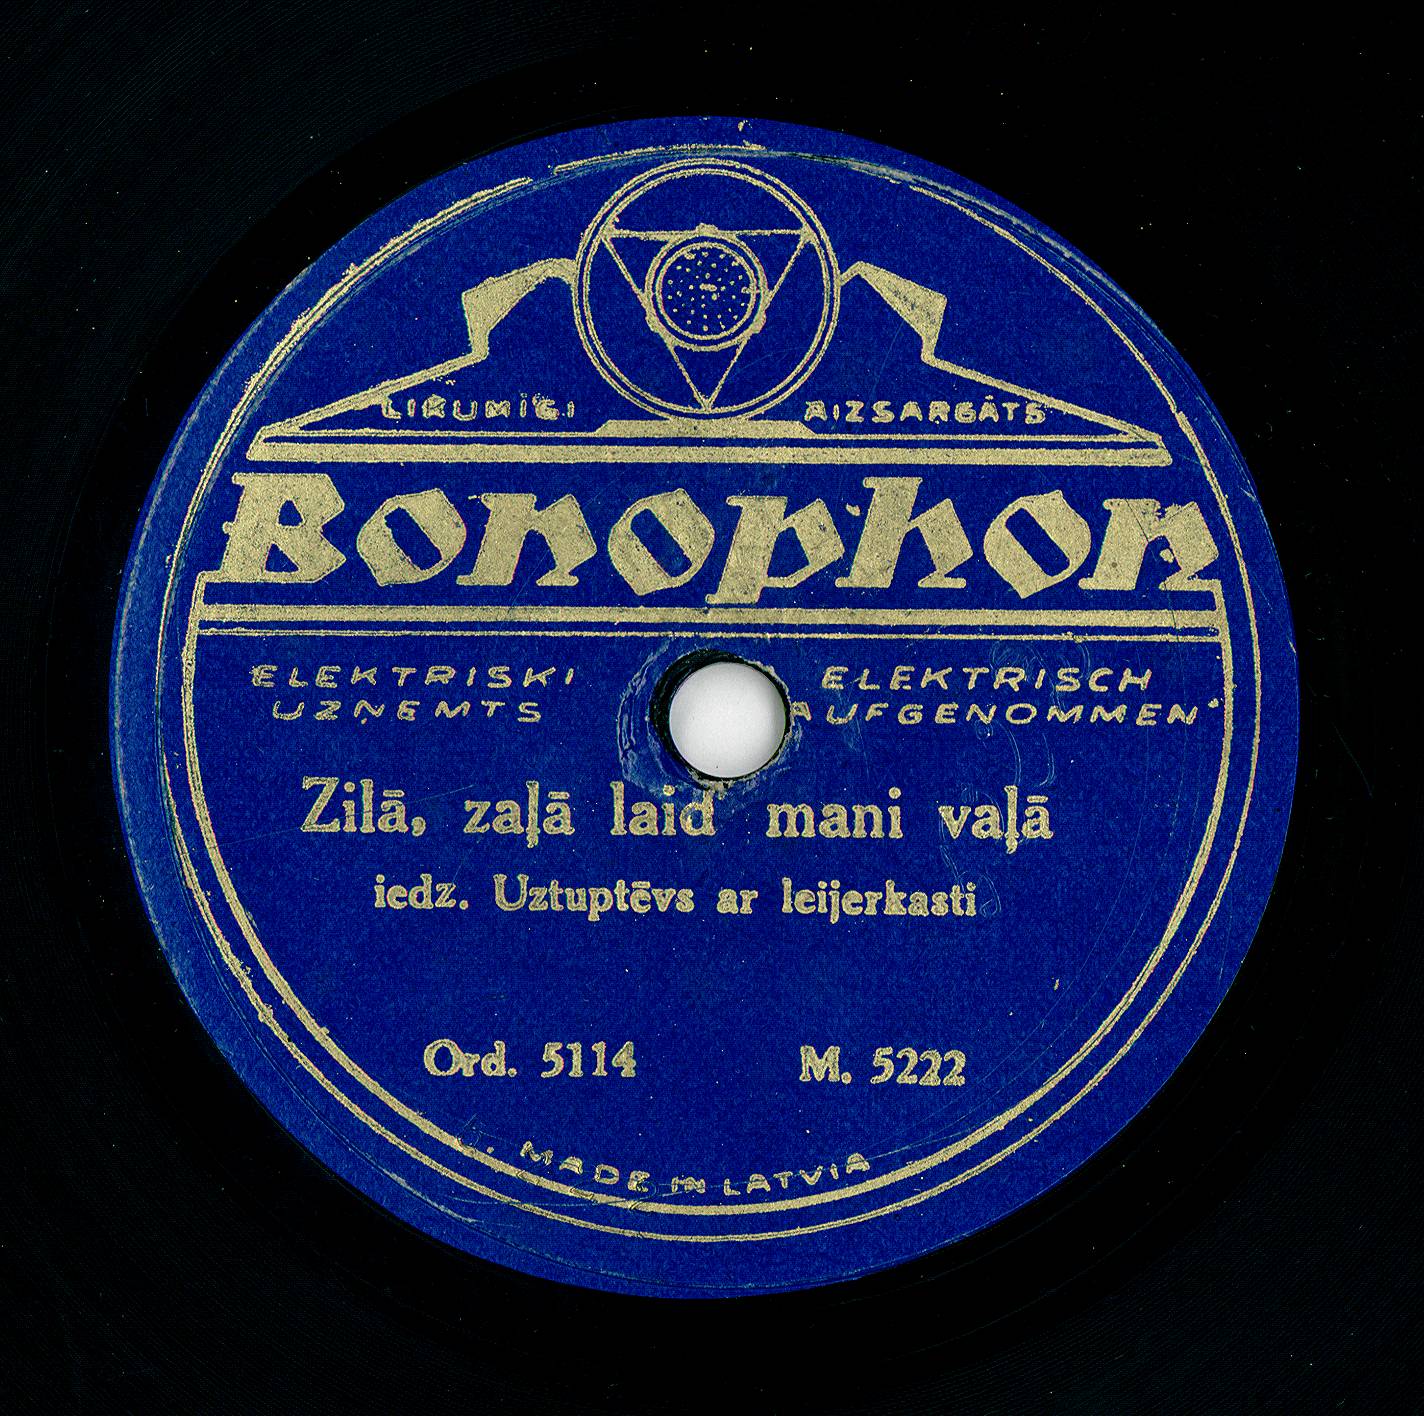 LIKUMĪGI AIZSARGĀTS
Bonophon
ELEKTRISKI ELEKTRISCH
UZŅEMTS AUFGENOMMEN
Zilā, zaļā laid mani vaļā
iedz. Uztuptēvs ar leijerkasti
Ord. 5114 M. 5222
MADE IN LATVIA